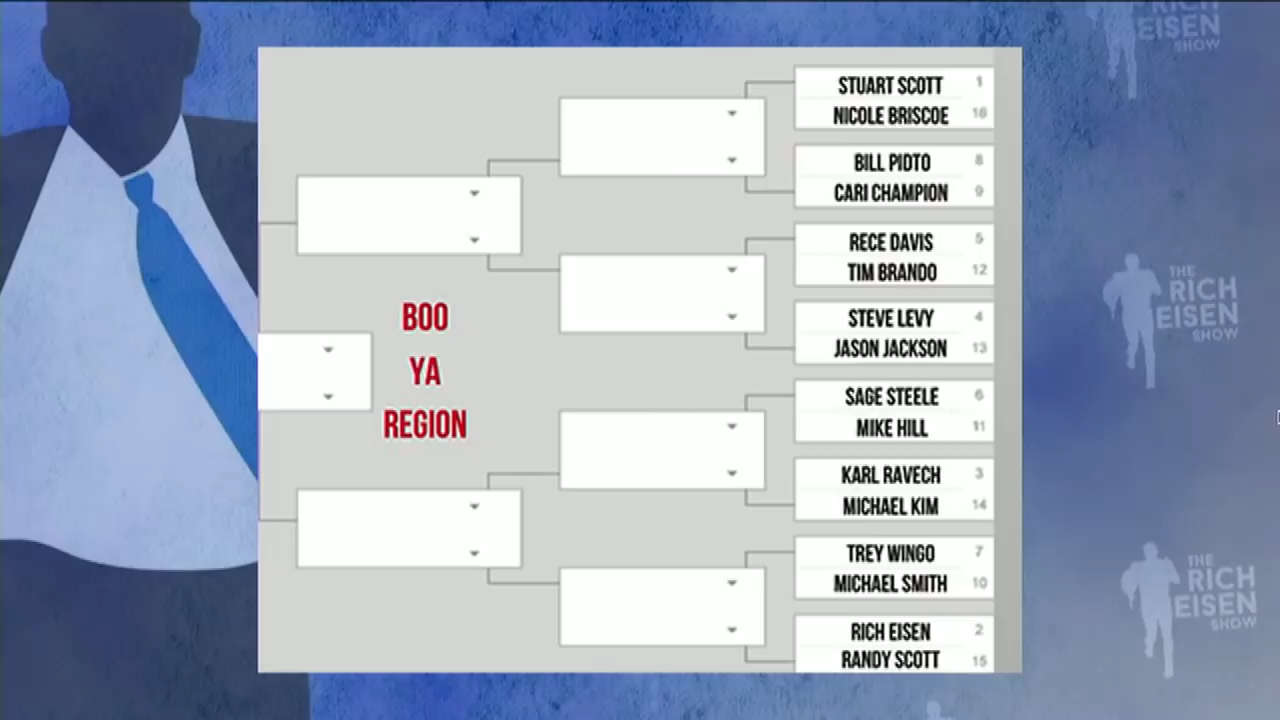 RICH
EISEN
SHOW
STUART SCOTT 1
NICOLE BRISCOE 16
BILL PIDTO 8
CARI CHAMPION 9
RECE DAVIS 5
TIM BRANDO 12
STEVE LEVY 4
JASON JACKSON 13
SAGE STEELE 6
MIKE HILL 11
KARL RAVECH 3
MICHAEL KIM 14
TREY WINGO 7
MICHAEL SMITH 10
RICH EISEN 2
RANDY SCOTT 15
BOO
YA
REGION
THE
RICH
EISEN
SHOW
THE
RICH
EISEN
SHOW